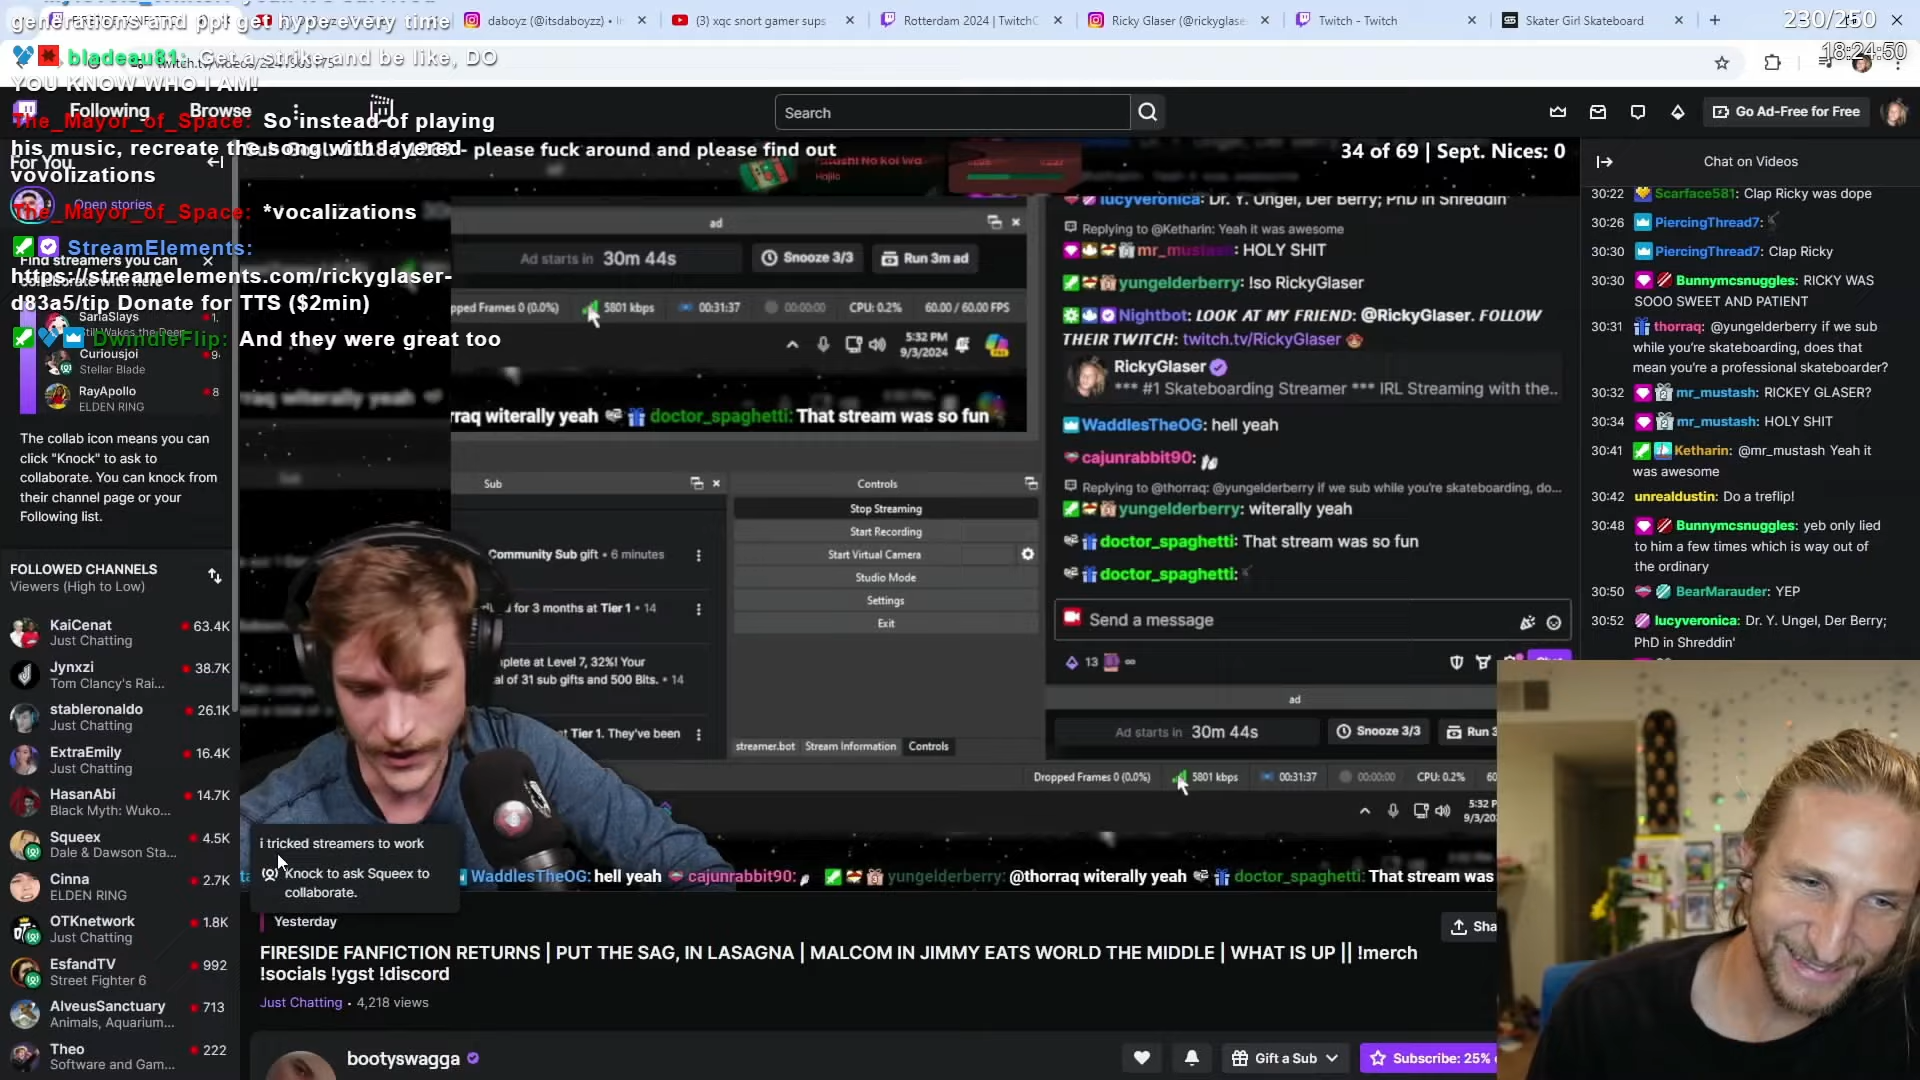 generations and ppl get hype every time
bladeau81: Get a strike and be like, DO
YOU KNOW WHO I AM!
The_Mayor_of_Space: So instead of playing
his music, recreate the song with layered
vovolizations
The_Mayor_of_Space: *vocalizations
StreamElements:
https://streamelements.com/rickyglaser-
d83a5/tip Donate for TTS ($2min)
DwindleFlip: And they were great too
daboyz (@itsdaboyzz)
(3) xqc snort gamer sups
Rotterdam 2024 | Twitch
Ricky Glaser (@rickyglase
Twitch - Twitch
Skater Girl Skateboard
230/250
18:24:50
Following
Browse
Search
Go Ad-Free for Free
For You
Open stories
Find streamers you can
collaborate with here
SariaSlays
Still Wakes the Deep
Curiousjoi
Stellar Blade
RayApollo
ELDEN RING
The collab icon means you can
click "Knock" to ask to
collaborate. You can knock from
their channel page or your
Following list.
FOLLOWED CHANNELS
Viewers (High to Low)
KaiCenat 63.4K
Just Chatting
Jynxzi 38.7K
Tom Clancy's Rai...
stableronaldo 26.1K
Just Chatting
ExtraEmily 16.4K
Just Chatting
HasanAbi 14.7K
Black Myth: Wuko...
Squeex 4.5K
Dale & Dawson Sta...
Cinna 2.7K
ELDEN RING
OTKnetwork 1.8K
Just Chatting
EsfandTV 992
Street Fighter 6
AlveusSanctuary 713
Animals, Aquarium...
Theo 222
Software and Gam...
i tricked streamers to work
Knock to ask Squeex to
collaborate.
- please fuck around and please find out
34 of 69 | Sept. Nices: 0
ad
Ad starts in 30m 44s
Snooze 3/3
Run 3m ad
pped Frames 0 (0.0%) 5801 kbps 00:31:37 00:00:00 CPU: 0.2% 60.00 / 60.00 FPS
5:32 PM
9/3/2024
rraq witerally yeah doctor_spaghetti: That stream was so fun
Sub
Community Sub gift • 6 minutes
d for 3 months at Tier 1 • 14
plete at Level 7, 32%! Your
al of 31 sub gifts and 500 Bits. • 14
t Tier 1. They've been
Controls
Stop Streaming
Start Recording
Start Virtual Camera
Studio Mode
Settings
Exit
streamer.bot Stream Information Controls
lucyveronica: Dr. Y. Ungel, Der Berry; PhD in Shreddin'
Replying to @Ketharin: Yeah it was awesome
mr_mustash: HOLY SHIT
yungelderberry: !so RickyGlaser
Nightbot: LOOK AT MY FRIEND: @RickyGlaser. FOLLOW
THEIR TWITCH: twitch.tv/RickyGlaser
RickyGlaser
*** #1 Skateboarding Streamer *** IRL Streaming with the..
WaddlesTheOG: hell yeah
cajunrabbit90:
Replying to @thorraq: @yungelderberry if we sub while you're skateboarding, do...
yungelderberry: witerally yeah
doctor_spaghetti: That stream was so fun
doctor_spaghetti:
Send a message
13
ad
Ad starts in 30m 44s
Snooze 3/3
Run 3
Dropped Frames 0 (0.0%) 5801 kbps 00:31:37 00:00:00 CPU: 0.2% 60
WaddlesTheOG: hell yeah cajunrabbit90: yungelderberry: @thorraq witerally yeah doctor_spaghetti: That stream was
Chat on Videos
30:22 Scarface581: Clap Ricky was dope
30:26 PiercingThread7:
30:30 PiercingThread7: Clap Ricky
30:30 Bunnymcsnuggles: RICKY WAS
SOOO SWEET AND PATIENT
30:31 thorraq: @yungelderberry if we sub
while you're skateboarding, does that
mean you're a professional skateboarder?
30:32 mr_mustash: RICKEY GLASER?
30:34 mr_mustash: HOLY SHIT
30:41 Ketharin: @mr_mustash Yeah it
was awesome
30:42 unrealdustin: Do a treflip!
30:48 Bunnymcsnuggles: yeb only lied
to him a few times which is way out of
the ordinary
30:50 BearMarauder: YEP
30:52 lucyveronica: Dr. Y. Ungel, Der Berry;
PhD in Shreddin'
Yesterday
FIRESIDE FANFICTION RETURNS | PUT THE SAG, IN LASAGNA | MALCOM IN JIMMY EATS WORLD THE MIDDLE | WHAT IS UP || !merch
!socials !ygst !discord
Just Chatting • 4,218 views
Sha
bootyswagga
Gift a Sub
Subscribe: 25%